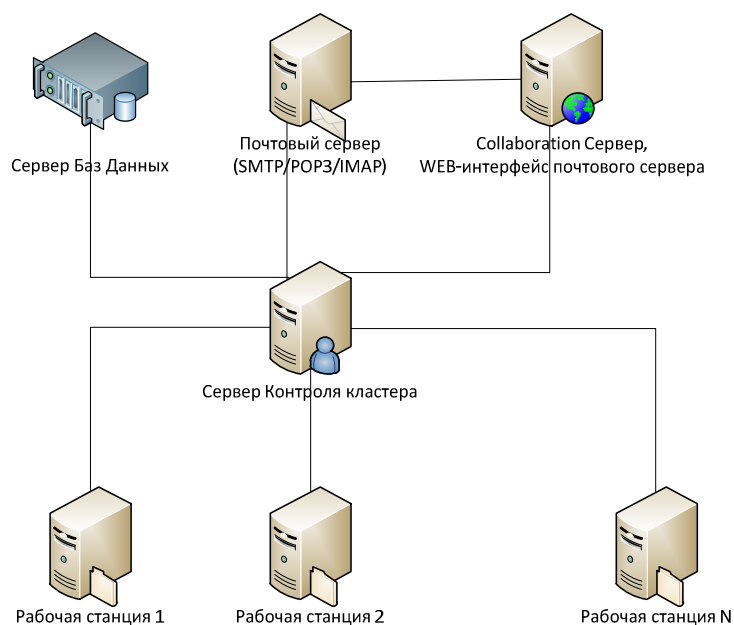 Сервер Баз Данных
Почтовый сервер
(SMTP/POP3/IMAP)
Collaboration Сервер,
WEB-интерфейс почтового сервера
Сервер Контроля кластера
Рабочая станция 1
Рабочая станция 2
Рабочая станция N